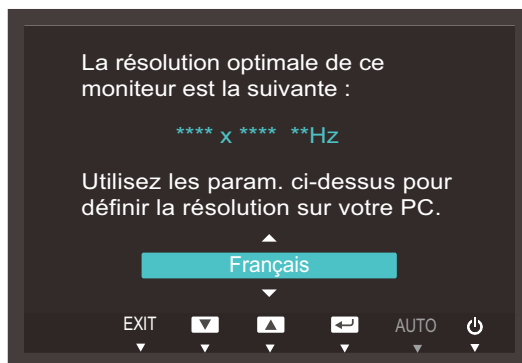 La résolution optimale de ce
moniteur est la suivante :
**** x **** **Hz
Utilisez les param. ci-dessus pour
définir la résolution sur votre PC.
Français
EXIT AUTO